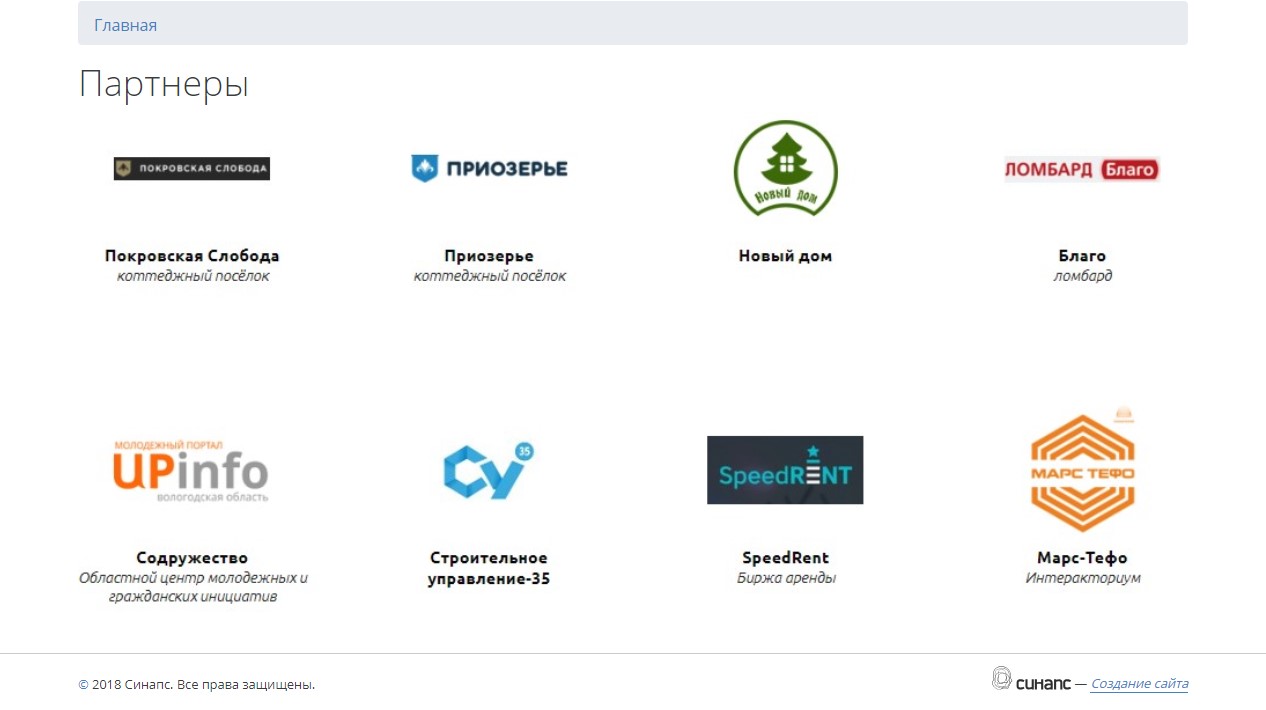 Главная
Партнеры
ПОКРОВСКАЯ СЛОБОДА
ПРИОЗЕРЬЕ
Новый дом
ЛОМБАРД Благо
Покровская Слобода
коттеджный посёлок
Приозерье
коттеджный посёлок
Новый дом
Благо
ломбард
МОЛОДЕЖНЫЙ ПОРТАЛ
UPinfo
вологодская область
СУ 35
SpeedRENT
МАРС ТЕФО
Содружество
Областной центр молодежных и
гражданских инициатив
Строительное
управление-35
SpeedRent
Биржа аренды
Марс-Тефо
Интеракториум
© 2018 Синапс. Все права защищены.
синапс — Создание сайта